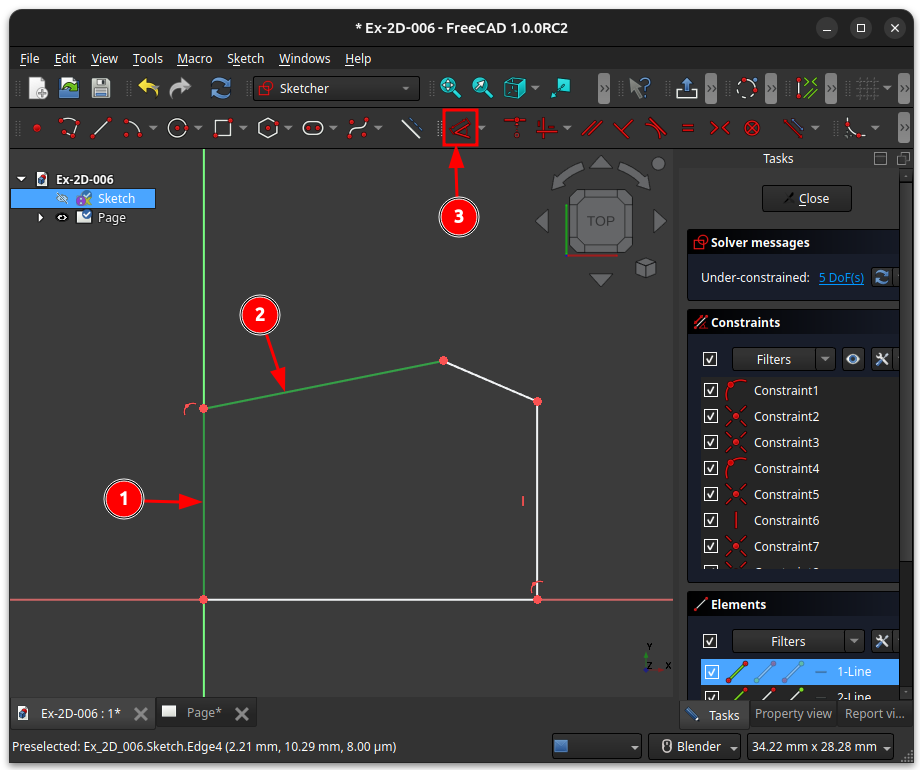 * Ex-2D-006 - FreeCAD 1.0.0RC2
File Edit View Tools Macro Sketch Windows Help
Sketcher
Tasks
Ex-2D-006
Sketch
Page
3
TOP
Close
Solver messages
Under-constrained: 5 DoF(s)
Constraints
Filters
2
Constraint1
Constraint2
Constraint3
Constraint4
1
Constraint5
Constraint6
Constraint7
Elements
Filters
Y
Z X
1-Line
2-Line
Ex-2D-006 : 1*
Page*
Tasks
Property view
Report vi...
Preselected: Ex_2D_006.Sketch.Edge4 (2.21 mm, 10.29 mm, 8.00 µm)
Blender
34.22 mm x 28.28 mm